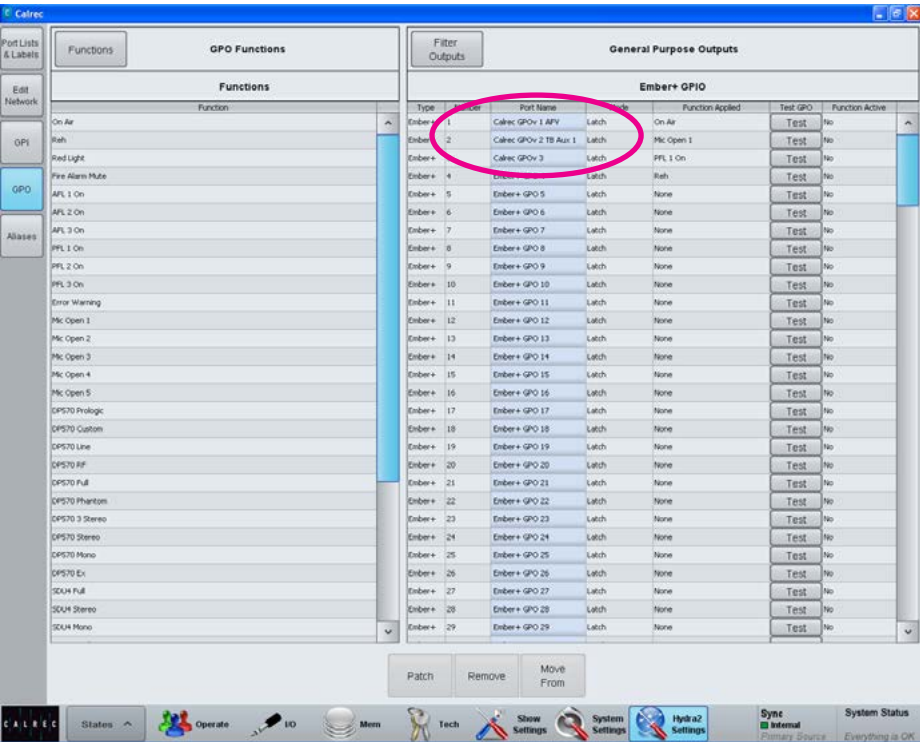 Calrec
Port Lists & Labels
Edit Network
GPI
GPO
Aliases
Functions
GPO Functions
Functions
Function
On Air
Reh
Red Light
Fire Alarm Mute
AFL 1 On
AFL 2 On
AFL 3 On
PFL 1 On
PFL 2 On
PFL 3 On
Error Warning
Mic Open 1
Mic Open 2
Mic Open 3
Mic Open 4
Mic Open 5
DP570 Prologic
DP570 Custom
DP570 Line
DP570 RF
DP570 Full
DP570 Phantom
DP570 3 Stereo
DP570 Stereo
DP570 Mono
DP570 Ex
SDU4 Full
SDU4 Stereo
SDU4 Mono
Filter Outputs
General Purpose Outputs
Ember+ GPIO
Type Port Name Function Applied Test GPO Function Active
Ember+ 1 Calrec GPOv 1 AFV Latch On Air Test No
Ember+ 2 Calrec GPOv 2 TB Aux 1 Latch Mic Open 1 Test No
Ember+ Calrec GPOv 3 Latch PFL 1 On Test No
Ember+ 4 Latch Reh Test No
Ember+ 5 Ember+ GPO 5 Latch None Test No
Ember+ 6 Ember+ GPO 6 Latch None Test No
Ember+ 7 Ember+ GPO 7 Latch None Test No
Ember+ 8 Ember+ GPO 8 Latch None Test No
Ember+ 9 Ember+ GPO 9 Latch None Test No
Ember+ 10 Ember+ GPO 10 Latch None Test No
Ember+ 11 Ember+ GPO 11 Latch None Test No
Ember+ 12 Ember+ GPO 12 Latch None Test No
Ember+ 13 Ember+ GPO 13 Latch None Test No
Ember+ 14 Ember+ GPO 14 Latch None Test No
Ember+ 15 Ember+ GPO 15 Latch None Test No
Ember+ 16 Ember+ GPO 16 Latch None Test No
Ember+ 17 Ember+ GPO 17 Latch None Test No
Ember+ 18 Ember+ GPO 18 Latch None Test No
Ember+ 19 Ember+ GPO 19 Latch None Test No
Ember+ 20 Ember+ GPO 20 Latch None Test No
Ember+ 21 Ember+ GPO 21 Latch None Test No
Ember+ 22 Ember+ GPO 22 Latch None Test No
Ember+ 23 Ember+ GPO 23 Latch None Test No
Ember+ 24 Ember+ GPO 24 Latch None Test No
Ember+ 25 Ember+ GPO 25 Latch None Test No
Ember+ 26 Ember+ GPO 26 Latch None Test No
Ember+ 27 Ember+ GPO 27 Latch None Test No
Ember+ 28 Ember+ GPO 28 Latch None Test No
Ember+ 29 Ember+ GPO 29 Latch None Test No
Patch Remove Move From
CALREC States Operate I/O Mem Tech Show Settings System Settings Hydra2 Settings
Sync
Internal
Primary Source
System Status
Everything is OK